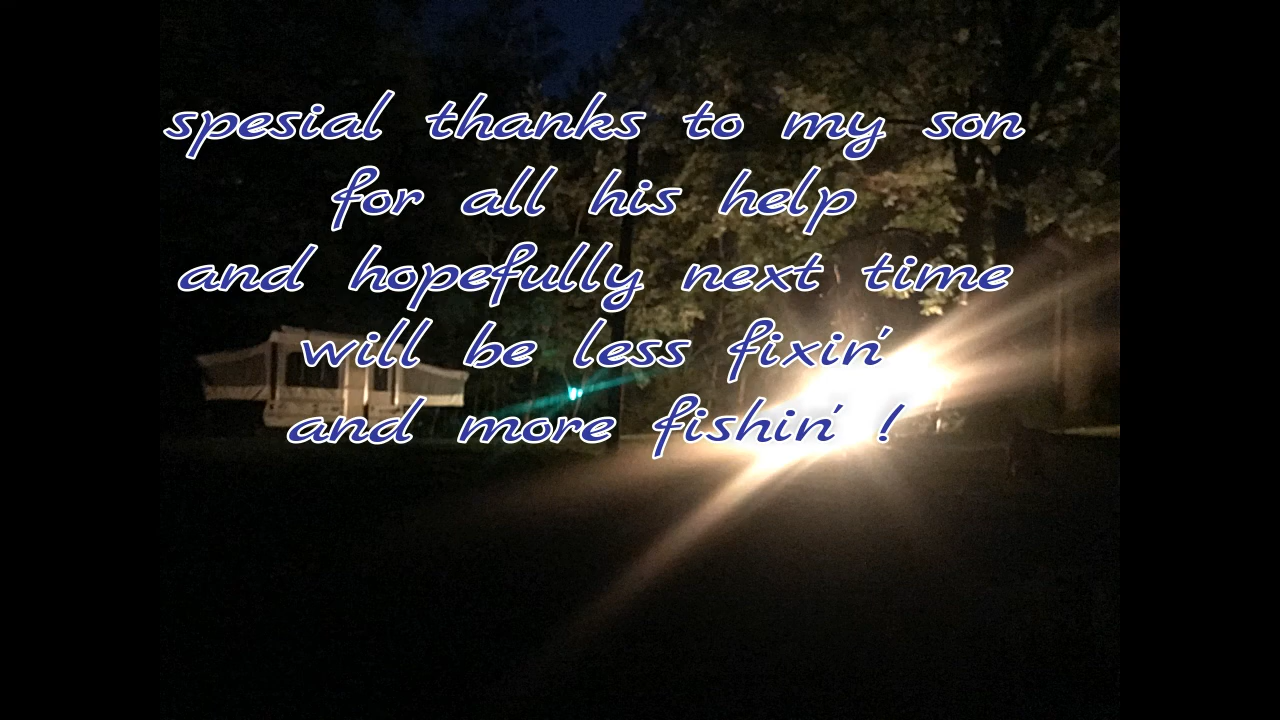 spesial thanks to my son
for all his help
and hopefully next time
will be less fixin'
and more fishin' !